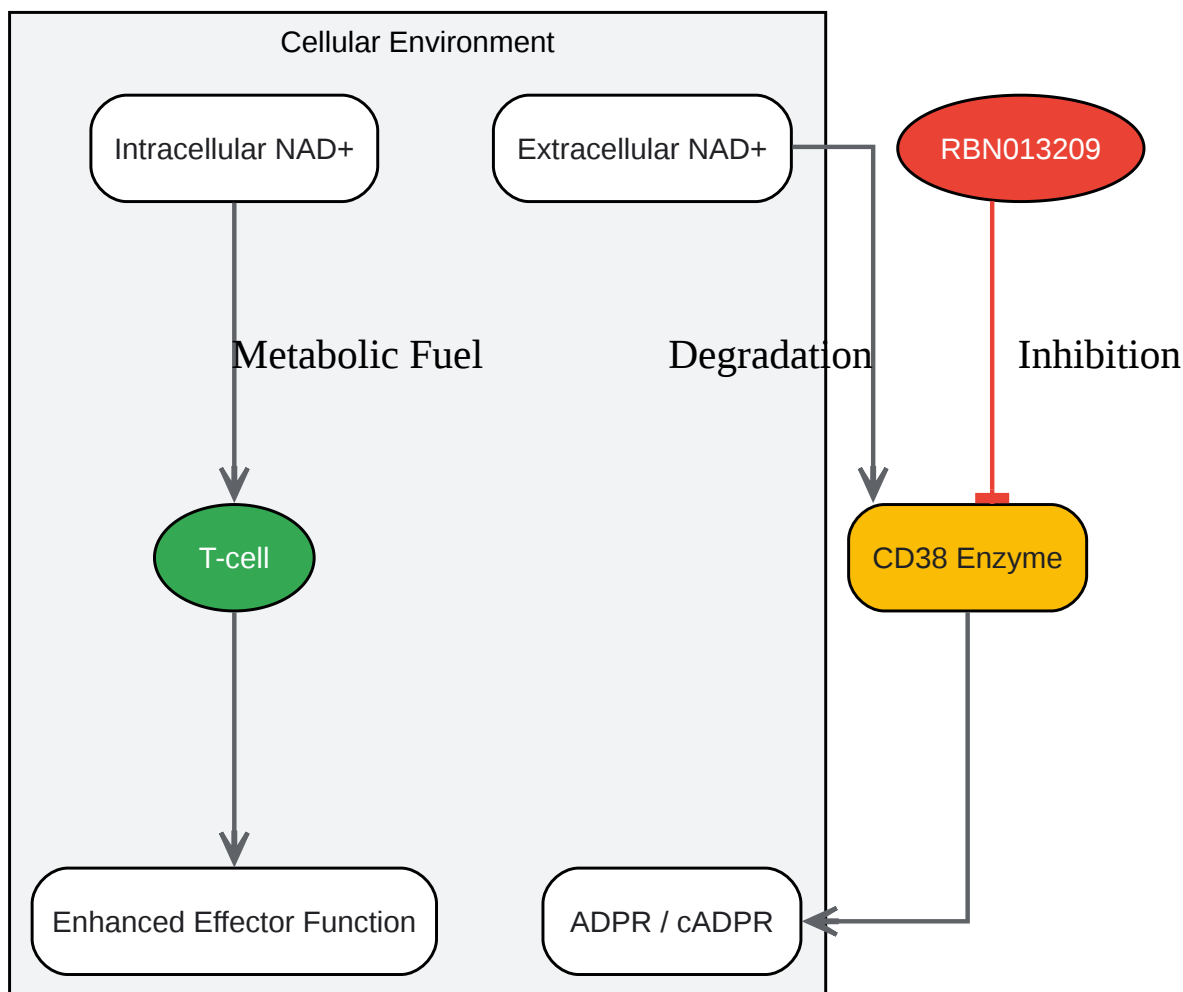 Cellular Environment
Intracellular NAD+
Extracellular NAD+
RBN013209
Metabolic Fuel
Degradation
Inhibition
T-cell
CD38 Enzyme
Enhanced Effector Function
ADPR / cADPR